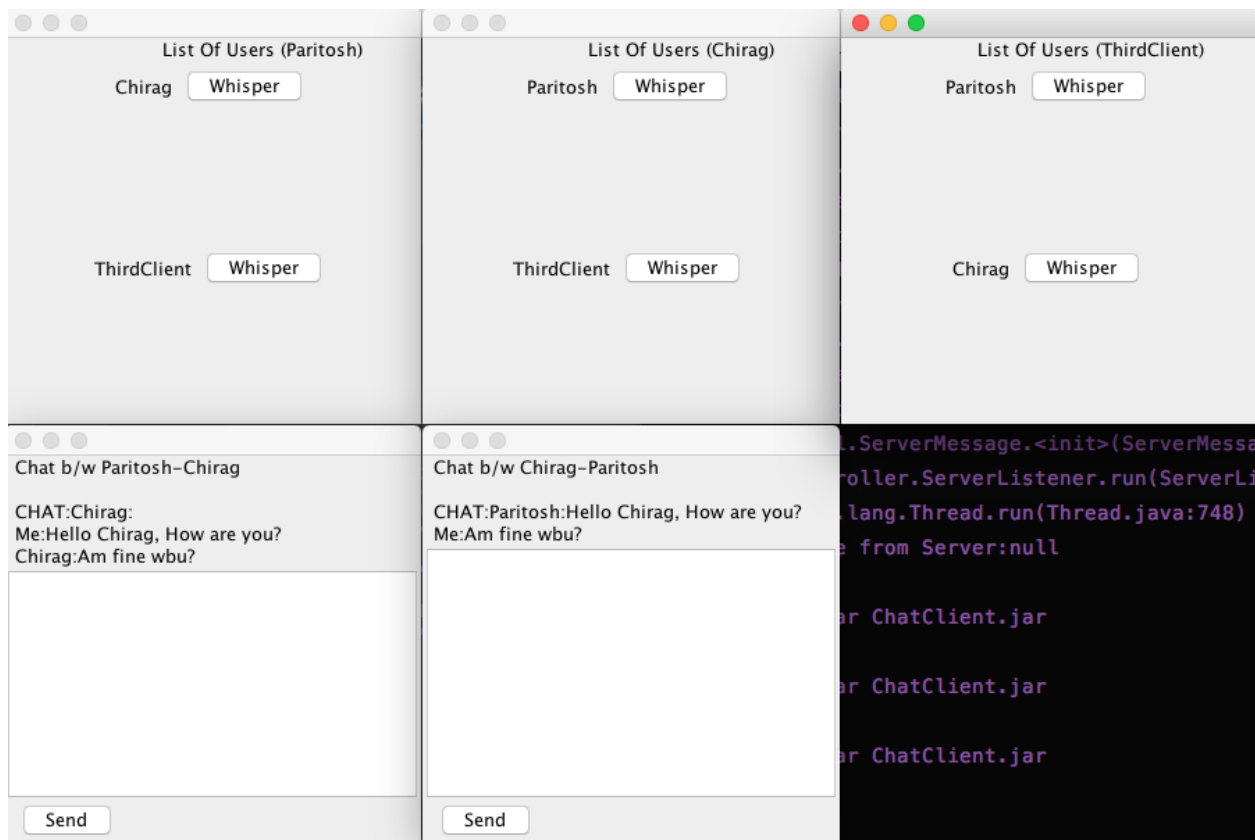 List Of Users (Paritosh)
Chirag Whisper
ThirdClient Whisper
List Of Users (Chirag)
Paritosh Whisper
ThirdClient Whisper
List Of Users (ThirdClient)
Paritosh Whisper
Chirag Whisper
Chat b/w Paritosh-Chirag
CHAT:Chirag:
Me:Hello Chirag, How are you?
Chirag:Am fine wbu?
Send
Chat b/w Chirag-Paritosh
CHAT:Paritosh:Hello Chirag, How are you?
Me:Am fine wbu?
Send
.ServerMessage.<init>(ServerMessa
roller.ServerListener.run(ServerLi
.lang.Thread.run(Thread.java:748)
e from Server:null
ar ChatClient.jar
ar ChatClient.jar
ar ChatClient.jar